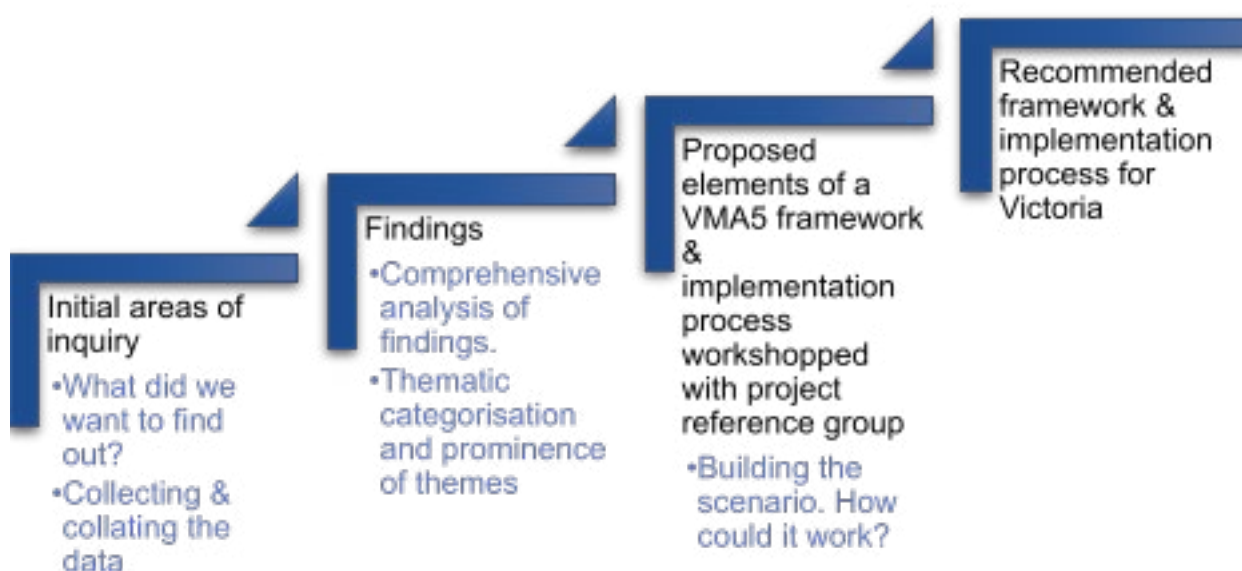 Initial areas of
inquiry
•What did we
want to find
out?
•Collecting &
collating the
data
Findings
•Comprehensive
analysis of
findings.
•Thematic
categorisation
and prominence
of themes
Proposed
elements of a
VMA5 framework
&
implementation
process
workshopped
with project
reference group
•Building the
scenario. How
could it work?
Recommended
framework &
implementation
process for
Victoria